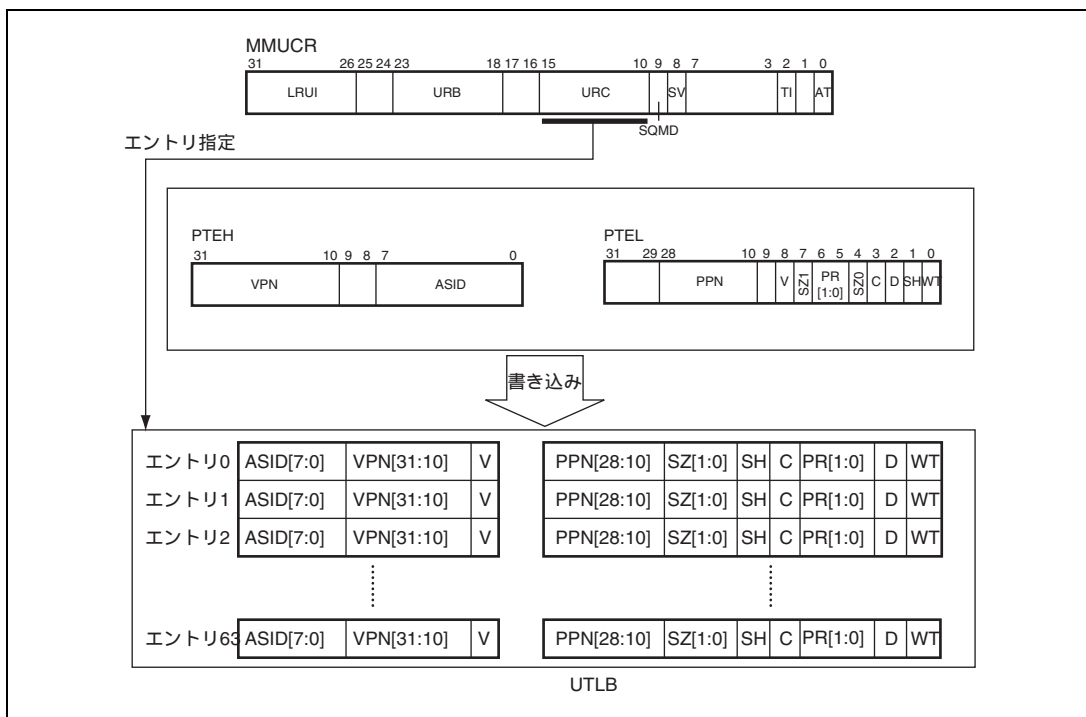 MMUCR
31 26 25 24 23 18 17 16 15 10 9 8 7 3 2 1 0
LRUI URB URC SV TI AT
SQMD
エントリ指定
PTEH
31 10 9 8 7 0
VPN ASID
PTEL
31 29 28 10 9 8 7 6 5 4 3 2 1 0
PPN V SZ1 PR [1:0] SZ0 C D SH WT
書き込み
エントリ0 ASID[7:0] VPN[31:10] V PPN[28:10] SZ[1:0] SH C PR[1:0] D WT
エントリ1 ASID[7:0] VPN[31:10] V PPN[28:10] SZ[1:0] SH C PR[1:0] D WT
エントリ2 ASID[7:0] VPN[31:10] V PPN[28:10] SZ[1:0] SH C PR[1:0] D WT
エントリ63 ASID[7:0] VPN[31:10] V PPN[28:10] SZ[1:0] SH C PR[1:0] D WT
UTLB